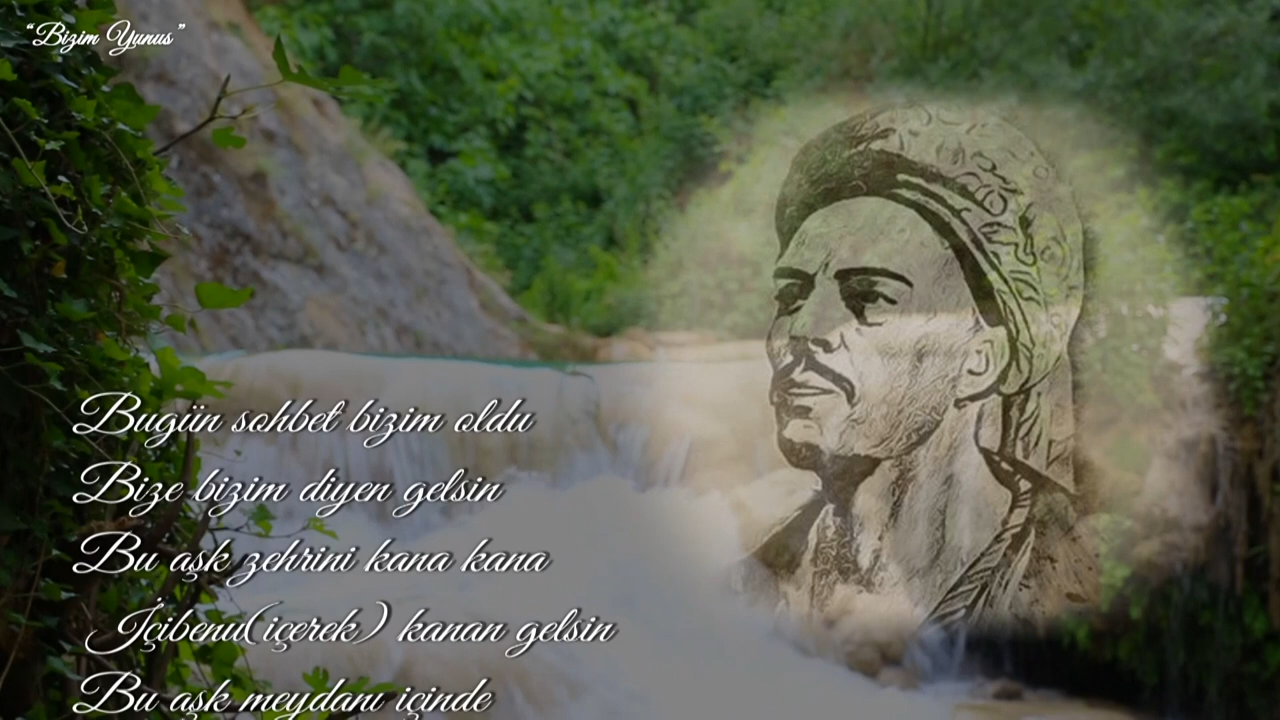 “Bizim Yunus”
Bugün sohbet bizim oldu
Bize bizim diyen gelsin
Bu aşk zehrini kana kana
İçibenu(içerek) kanan gelsin
Bu aşk meydanı içinde